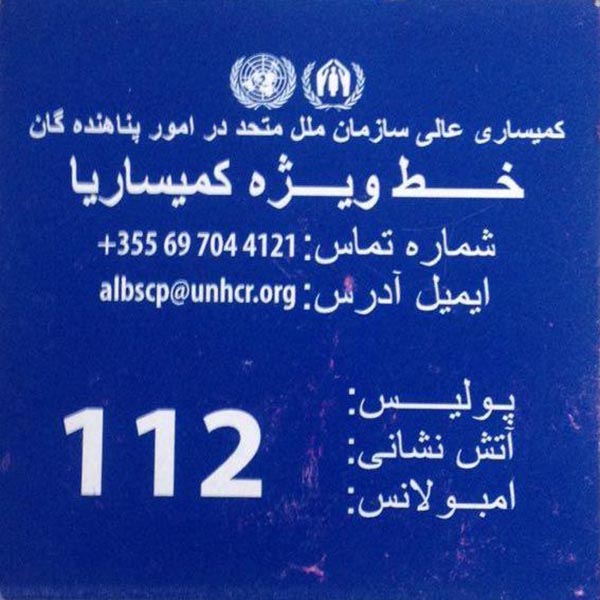 کمیساری عالی سازمان ملل متحد در امور پناهنده گان
خط ویژه کمیساریا
شماره تماس: +355 69 704 4121
ایمیل آدرس: albscp@unhcr.org
پولیس:
آتش نشانی:
امبولانس:
112